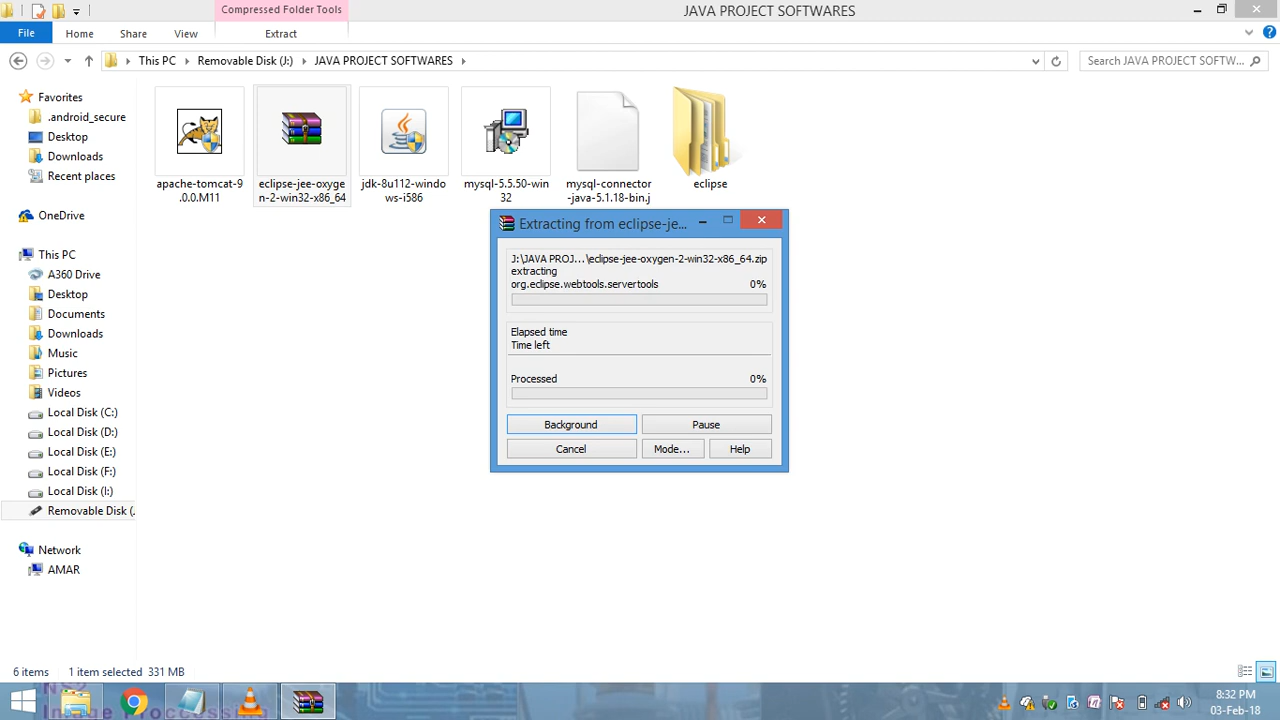 Compressed Folder Tools
JAVA PROJECT SOFTWARES
File
Home
Share
View
Extract
This PC
Removable Disk (J:)
JAVA PROJECT SOFTWARES
Search JAVA PROJECT SOFTW...
Favorites
.android_secure
Desktop
Downloads
Recent places
OneDrive
This PC
A360 Drive
Desktop
Documents
Downloads
Music
Pictures
Videos
Local Disk (C:)
Local Disk (D:)
Local Disk (E:)
Local Disk (F:)
Local Disk (I:)
Removable Disk (
Network
AMAR
apache-tomcat-9
.0.0.M11
eclipse-jee-oxyge
n-2-win32-x86_64
jdk-8u112-windo
ws-i586
mysql-5.5.50-win
32
mysql-connector
-java-5.1.18-bin.j
eclipse
Extracting from eclipse-je...
J:\JAVA PROJ...\eclipse-jee-oxygen-2-win32-x86_64.zip
extracting
org.eclipse.webtools.servertools 0%
Elapsed time
Time left
Processed 0%
Background
Pause
Cancel
Mode...
Help
6 items
1 item selected 331 MB
8:32 PM
03-Feb-18